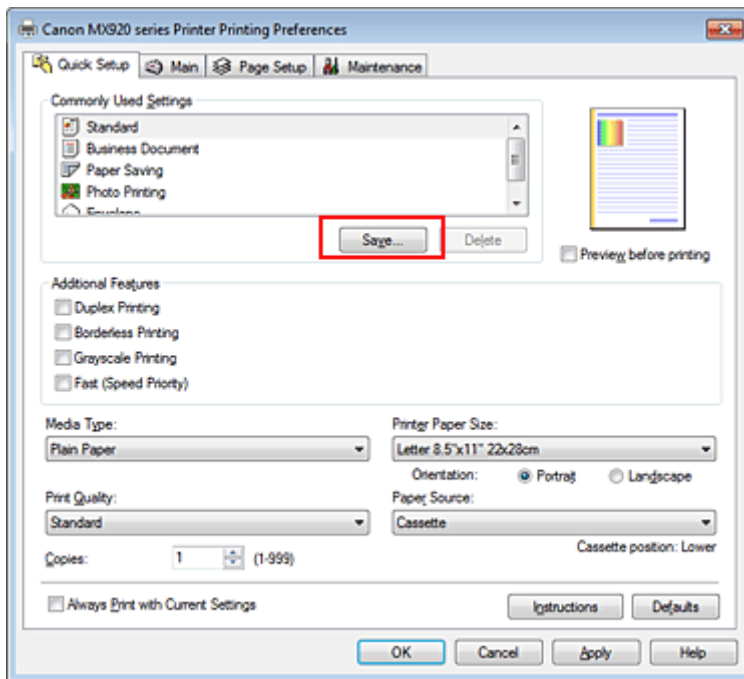 Canon MX920 series Printer Printing Preferences
Quick Setup Main Page Setup Maintenance
Commonly Used Settings
Standard
Business Document
Paper Saving
Photo Printing
Envelope
Save... Delete
Preview before printing
Additional Features
Duplex Printing
Borderless Printing
Grayscale Printing
Fast (Speed Priority)
Media Type:
Plain Paper
Printer Paper Size:
Letter 8.5"x11" 22x28cm
Orientation: Portrait Landscape
Print Quality:
Standard
Paper Source:
Cassette
Cassette position: Lower
Copies: 1 (1-999)
Always Print with Current Settings
Instructions Defaults
OK Cancel Apply Help